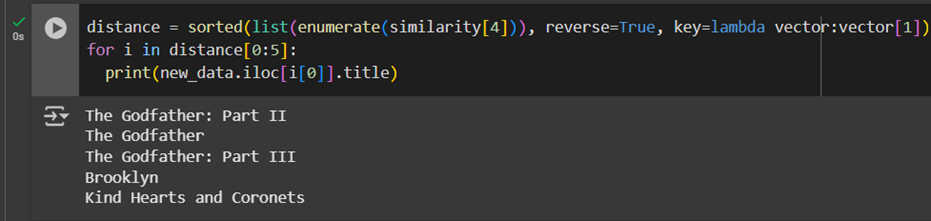 distance = sorted(list(enumerate(similarity[4])), reverse=True, key=lambda vector:vector[1])
for i in distance[0:5]:
  print(new_data.iloc[i[0]].title)
0s
The Godfather: Part II
The Godfather
The Godfather: Part III
Brooklyn
Kind Hearts and Coronets